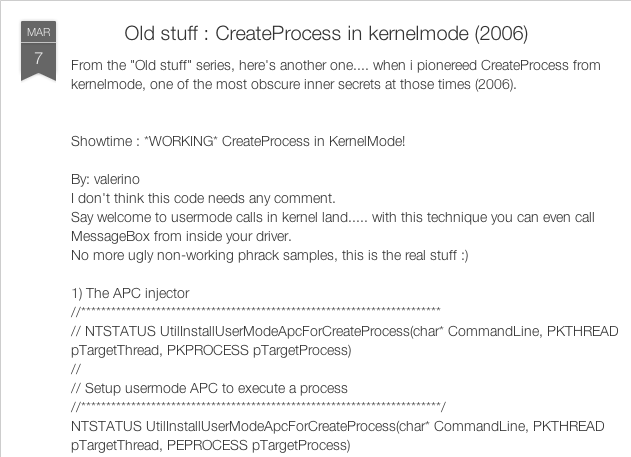 MAR
7
Old stuff : CreateProcess in kernelmode (2006)
From the "Old stuff" series, here's another one.... when i pionereed CreateProcess from
kernelmode, one of the most obscure inner secrets at those times (2006).
Showtime : *WORKING* CreateProcess in KernelMode!
By: valerino
I don't think this code needs any comment.
Say welcome to usermode calls in kernel land..... with this technique you can even call
MessageBox from inside your driver.
No more ugly non-working phrack samples, this is the real stuff :)
1) The APC injector
//************************************************************************
// NTSTATUS UtilInstallUserModeApcForCreateProcess(char* CommandLine, PKTHREAD
pTargetThread, PKPROCESS pTargetProcess)
//
// Setup usermode APC to execute a process
//************************************************************************/
NTSTATUS UtilInstallUserModeApcForCreateProcess(char* CommandLine, PKTHREAD
pTargetThread, PEPROCESS pTargetProcess)